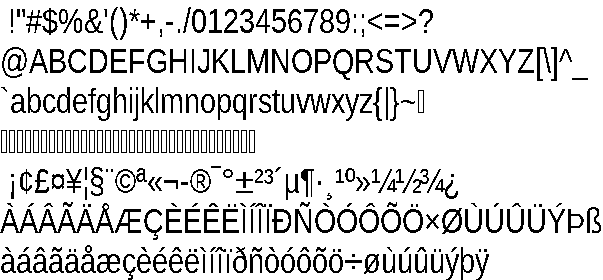 !"#$%&'()*+,-./0123456789:;<=>?
@ABCDEFGHIJKLMNOPQRSTUVWXYZ[\]^_
`abcdefghijklmnopqrstuvwxyz{|}~▯
▯▯▯▯▯▯▯▯▯▯▯▯▯▯▯▯▯▯▯▯▯▯▯▯▯▯▯▯▯▯▯▯
¡¢£¤¥¦§¨©ª«¬-®¯°±²³´µ¶·¸¹º»¼½¾¿
ÀÁÂÃÄÅÆÇÈÉÊËÌÍÎÏÐÑÒÓÔÕÖ×ØÙÚÛÜÝÞß
àáâãäåæçèéêëìíîïðñòóôõö÷øùúûüýþÿ